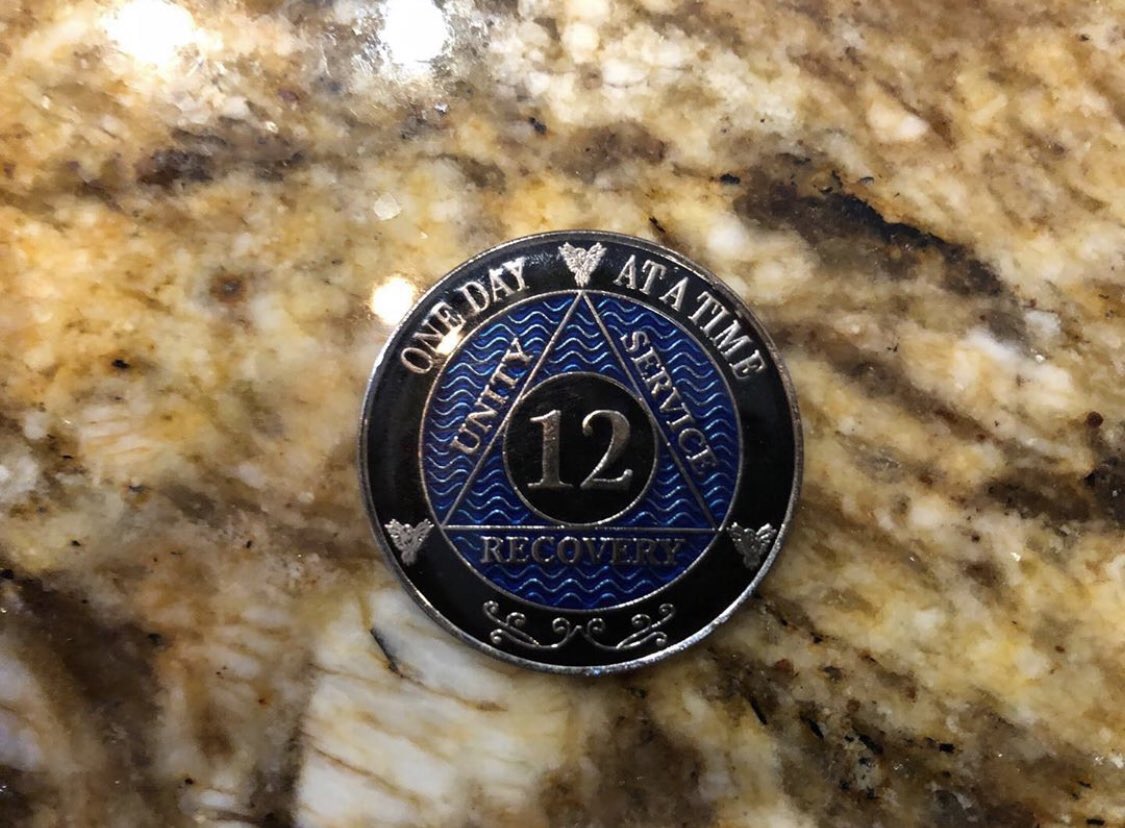 ONE DAY AT A TIME
UNITY
SERVICE
12
RECOVERY